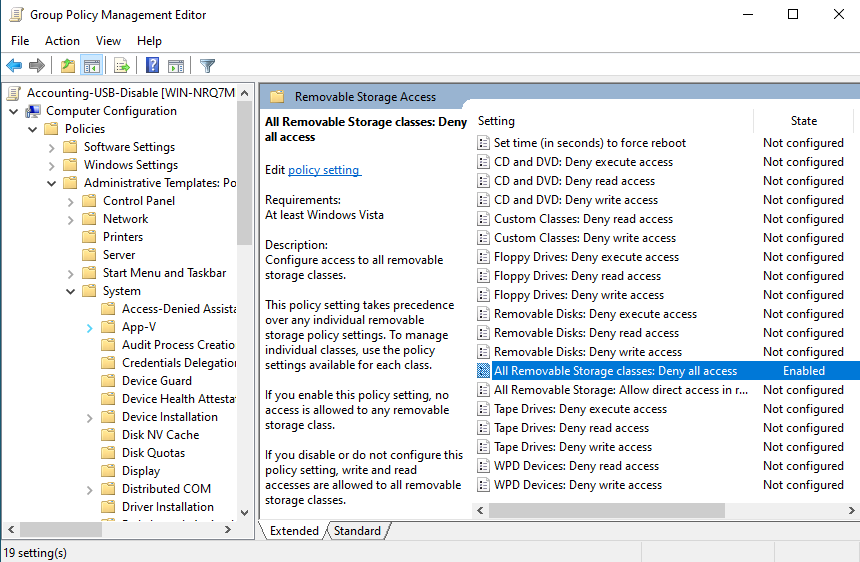 Group Policy Management Editor
File Action View Help
Accounting-USB-Disable [WIN-NRQ7M
Computer Configuration
Policies
Software Settings
Windows Settings
Administrative Templates: Po
Control Panel
Network
Printers
Server
Start Menu and Taskbar
System
Access-Denied Assista
App-V
Audit Process Creatio
Credentials Delegation
Device Guard
Device Health Attestat
Device Installation
Disk NV Cache
Disk Quotas
Display
Distributed COM
Driver Installation
Removable Storage Access
All Removable Storage classes: Deny
all access
Edit policy setting
Requirements:
At least Windows Vista
Description:
Configure access to all removable
storage classes.
This policy setting takes precedence
over any individual removable
storage policy settings. To manage
individual classes, use the policy
settings available for each class.
If you enable this policy setting, no
access is allowed to any removable
storage class.
If you disable or do not configure this
policy setting, write and read
accesses are allowed to all removable
storage classes.
Setting State
Set time (in seconds) to force reboot Not configured
CD and DVD: Deny execute access Not configured
CD and DVD: Deny read access Not configured
CD and DVD: Deny write access Not configured
Custom Classes: Deny read access Not configured
Custom Classes: Deny write access Not configured
Floppy Drives: Deny execute access Not configured
Floppy Drives: Deny read access Not configured
Floppy Drives: Deny write access Not configured
Removable Disks: Deny execute access Not configured
Removable Disks: Deny read access Not configured
Removable Disks: Deny write access Not configured
All Removable Storage classes: Deny all access Enabled
All Removable Storage: Allow direct access in r... Not configured
Tape Drives: Deny execute access Not configured
Tape Drives: Deny read access Not configured
Tape Drives: Deny write access Not configured
WPD Devices: Deny read access Not configured
WPD Devices: Deny write access Not configured
Extended Standard
19 setting(s)